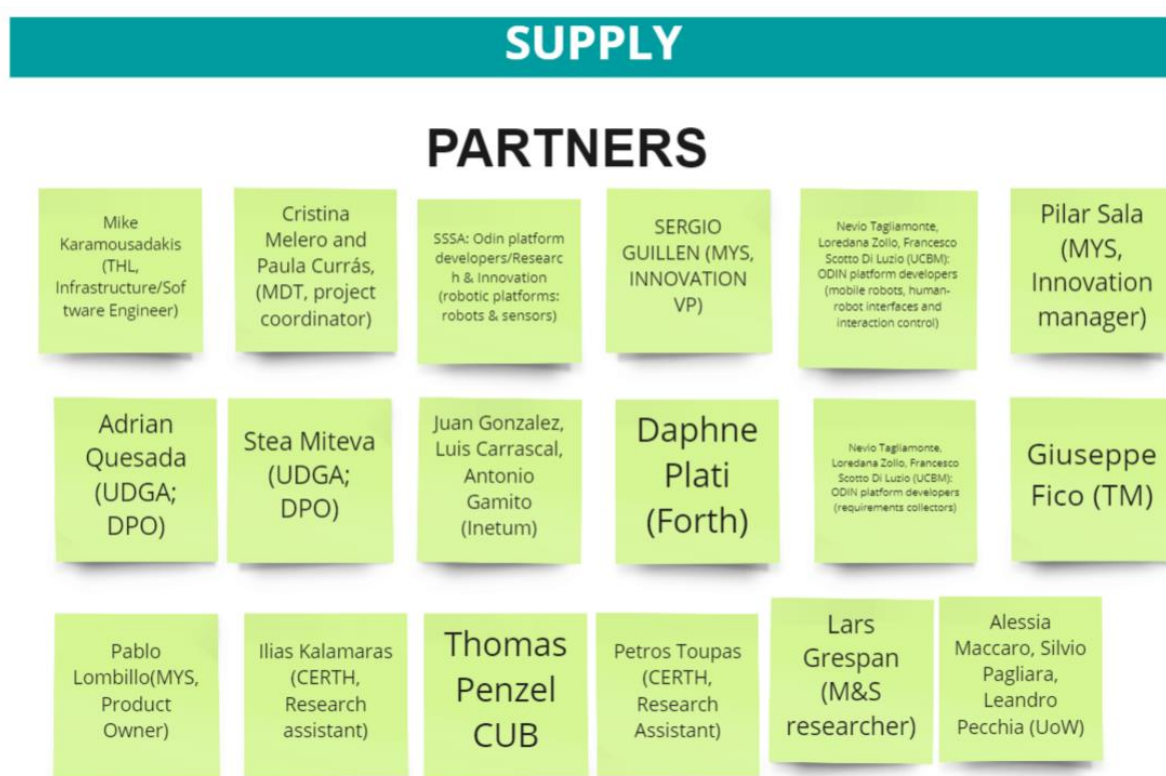 SUPPLY
PARTNERS
Mike
Karamousadakis
(THL,
Infrastructure/Sof
tware Engineer)
Cristina
Melero and
Paula Currás,
(MDT, project
coordinator)
SSSA: Odin platform
developers/Researc
h & Innovation
(robotic platforms:
robots & sensors)
SERGIO
GUILLEN (MYS,
INNOVATION
VP)
Nevio Tagliamonte,
Loredana Zollo, Francesco
Scotto Di Luzio (UCBM):
ODIN platform developers
(mobile robots, human-
robot interfaces and
interaction control)
Pilar Sala
(MYS,
Innovation
manager)
Adrian
Quesada
(UDGA;
DPO)
Stea Miteva
(UDGA;
DPO)
Juan Gonzalez,
Luis Carrascal,
Antonio
Gamito
(Inetum)
Daphne
Plati
(Forth)
Nevio Tagliamonte,
Loredana Zollo, Francesco
Scotto Di Luzio (UCBM):
ODIN platform developers
(requirements collectors)
Giuseppe
Fico (TM)
Pablo
Lombillo(MYS,
Product
Owner)
Ilias Kalamaras
(CERTH,
Research
assistant)
Thomas
Penzel
CUB
Petros Toupas
(CERTH,
Research
Assistant)
Lars
Grespan
(M&S
researcher)
Alessia
Maccaro, Silvio
Pagliara,
Leandro
Pecchia (UoW)